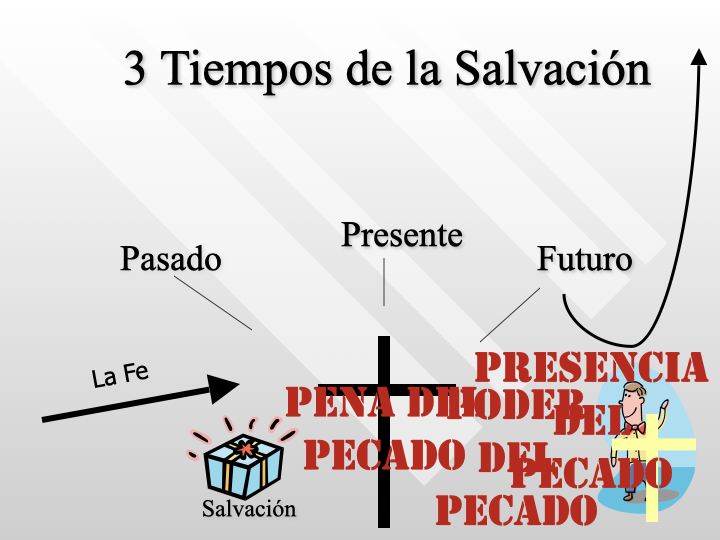 3 Tiempos de la Salvación
Presente
Pasado
Futuro
La Fe
PRESENCIA
DEL
PECADO
PENA DEL
PECADO
PODER
DEL
PECADO
Salvación